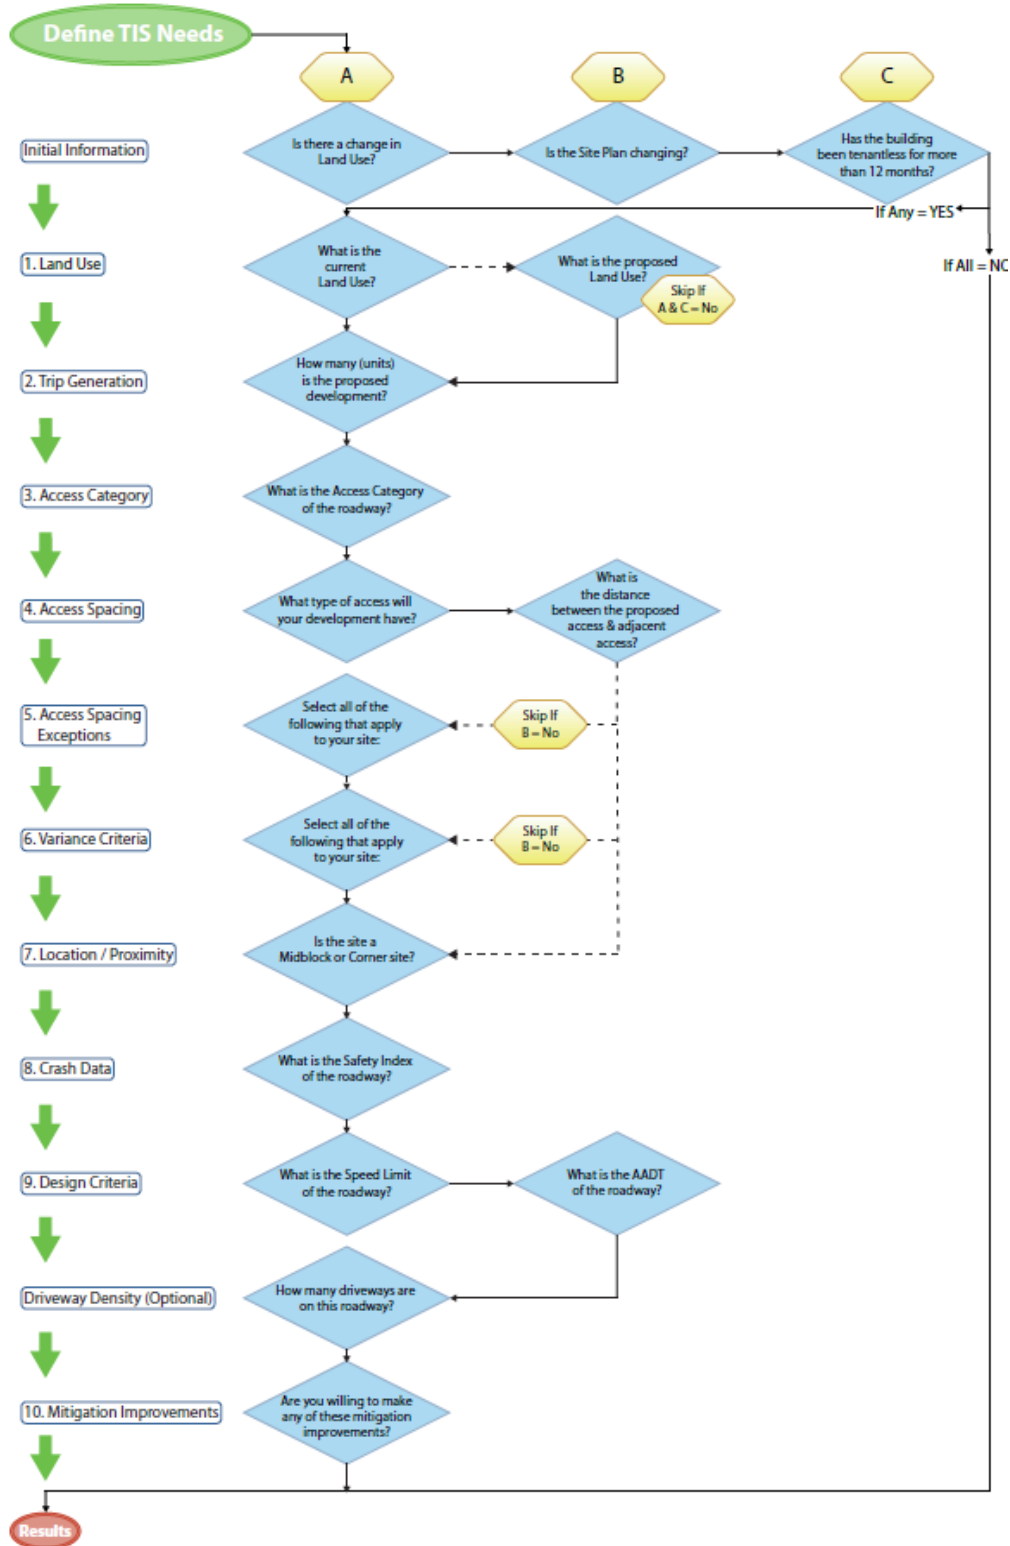 Define TIS Needs
A
B
C
Initial Information
Is there a change in
Land Use?
Is the Site Plan changing?
Has the building
been tenantless for more
than 12 months?
If Any = YES
If All = NO
1. Land Use
What is the
current
Land Use?
What is the proposed
Land Use?
Skip If
A & C = No
2. Trip Generation
How many (units)
is the proposed
development?
3. Access Category
What is the Access Category
of the roadway?
4. Access Spacing
What type of access will
your development have?
What is
the distance
between the proposed
access & adjacent
access?
5. Access Spacing
Exceptions
Select all of the
following that apply
to your site:
Skip If
B = No
6. Variance Criteria
Select all of the
following that apply
to your site:
Skip If
B = No
7. Location / Proximity
Is the site a
Midblock or Corner site?
8. Crash Data
What is the Safety Index
of the roadway?
9. Design Criteria
What is the Speed Limit
of the roadway?
What is the AADT
of the roadway?
Driveway Density (Optional)
How many driveways are
on this roadway?
10. Mitigation Improvements
Are you willing to make
any of these mitigation
improvements?
Results